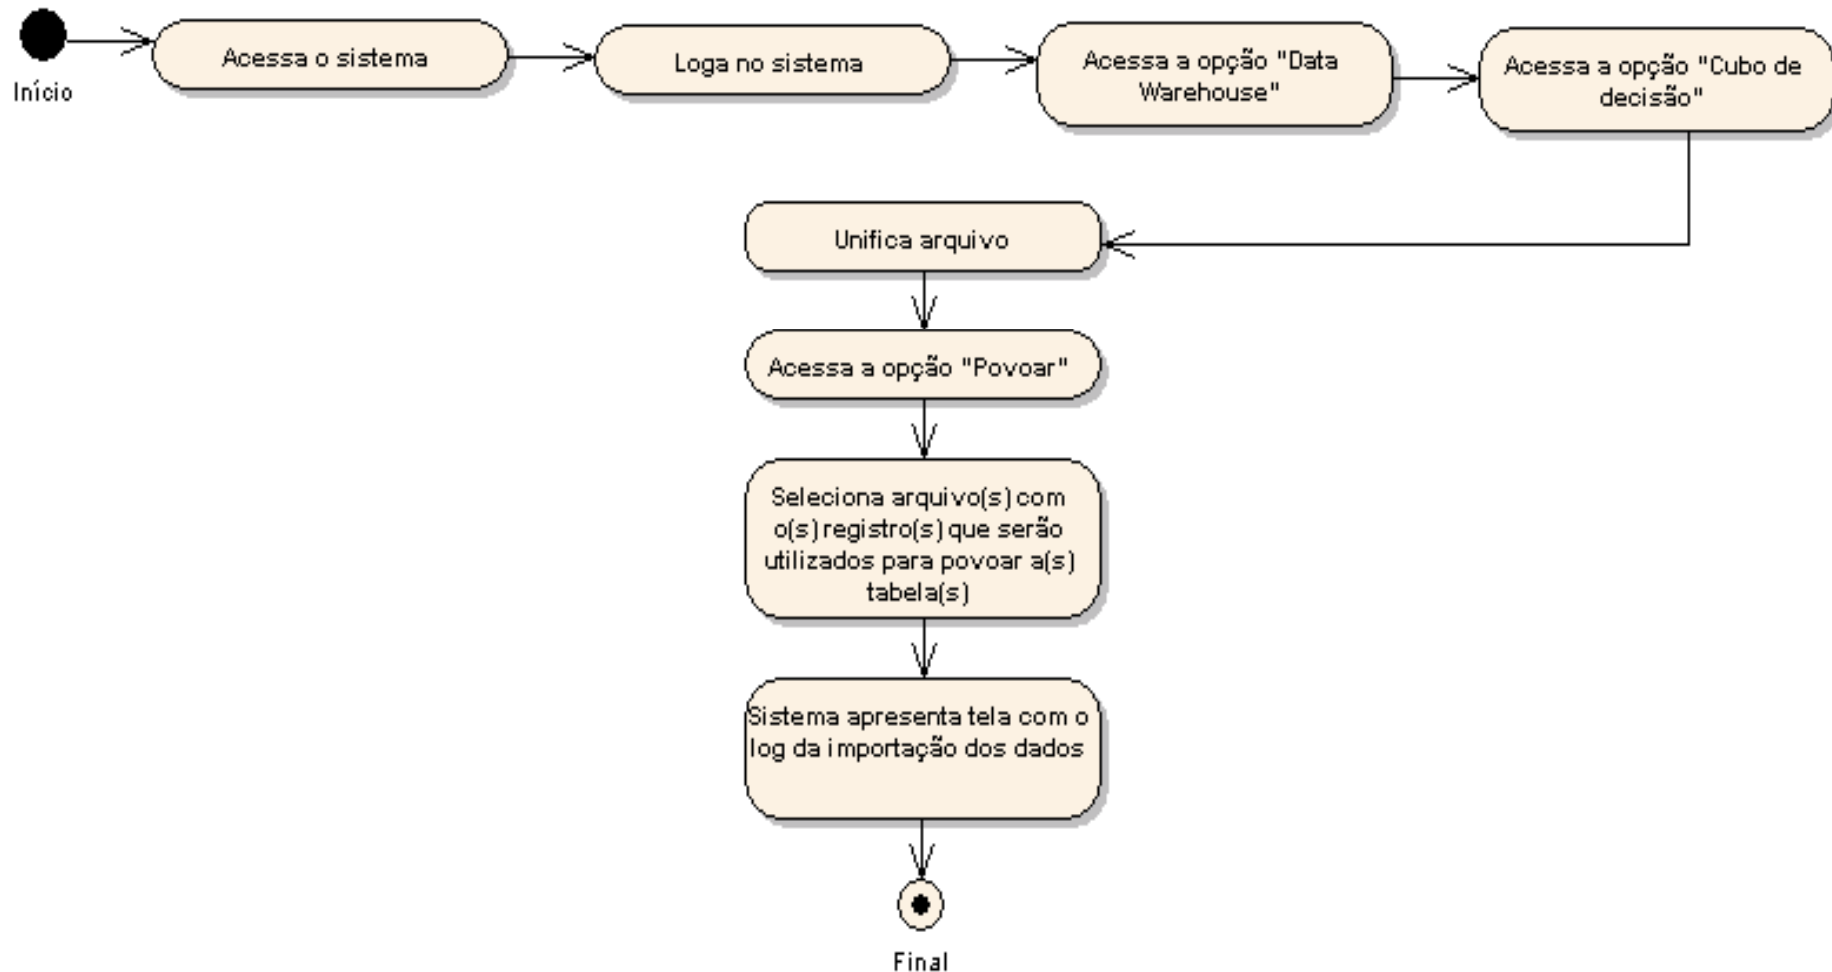 Início
Acessa o sistema
Loga no sistema
Acessa a opção "Data
Warehouse"
Acessa a opção "Cubo de
decisão"
Unifica arquivo
Acessa a opção "Povoar"
Seleciona arquivo(s) com
o(s) registro(s) que serão
utilizados para povoar a(s)
tabela(s)
Sistema apresenta tela com o
log da importação dos dados
Final